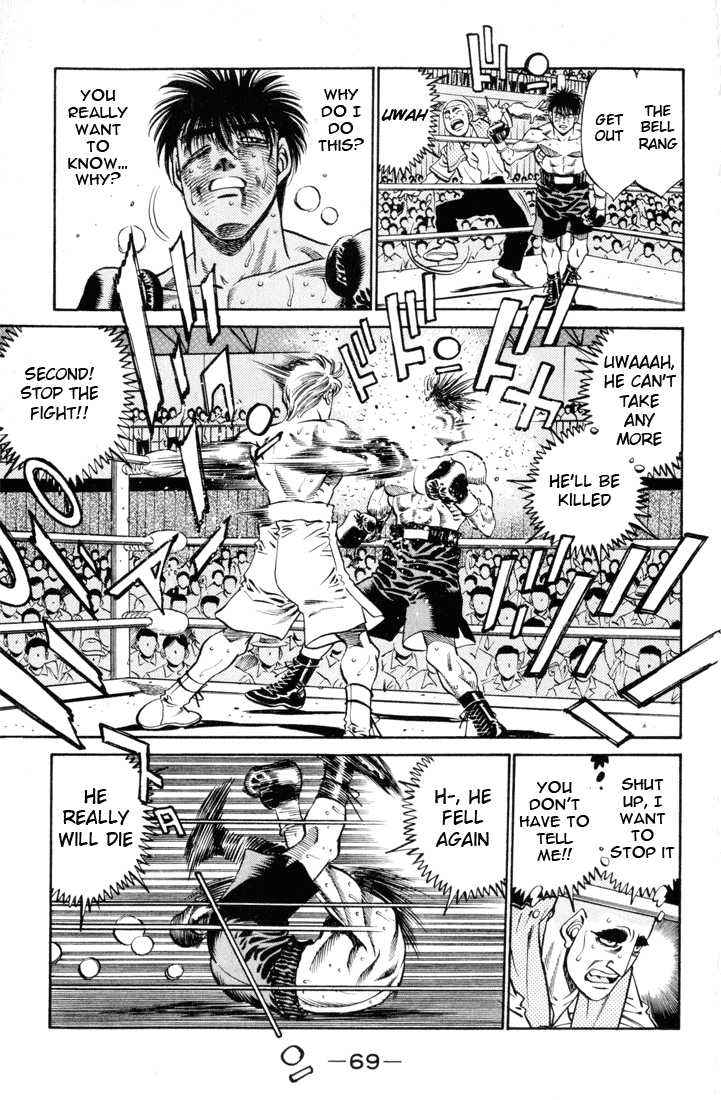 THE
BELL
RANG
GET
OUT
UWAH
WHY
DO I
DO
THIS?
YOU
REALLY
WANT
TO
KNOW...
WHY?
UWAAAH,
HE CAN'T
TAKE
ANY
MORE
HE'LL BE
KILLED
SECOND!
STOP THE
FIGHT!!
SHUT
UP, I
WANT
TO
STOP IT
YOU
DON'T
HAVE TO
TELL
ME!!
H-, HE
FELL
AGAIN
HE
REALLY
WILL DIE
—69—